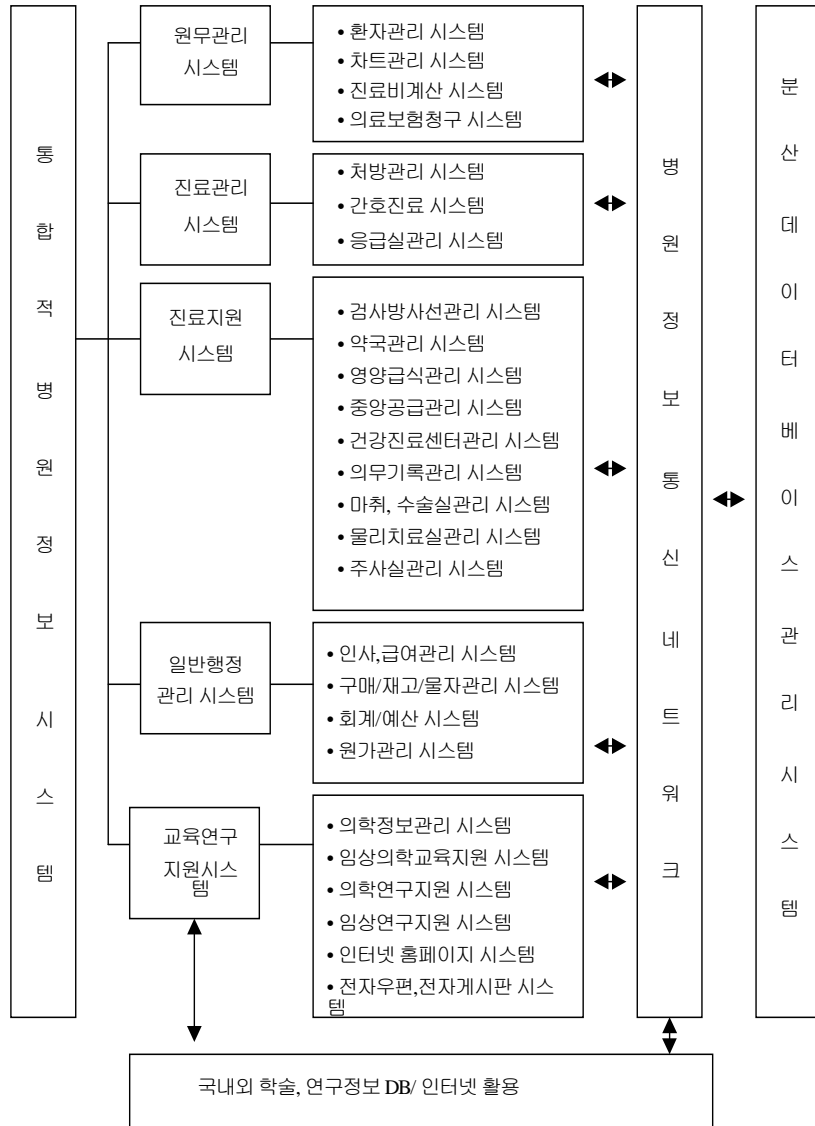 통합적병원정보시스템
원무관리
시스템
• 환자관리 시스템
• 차트관리 시스템
• 진료비계산 시스템
• 의료보험청구 시스템
진료관리
시스템
• 처방관리 시스템
• 간호진료 시스템
• 응급실관리 시스템
진료지원
시스템
• 검사방사선관리 시스템
• 약국관리 시스템
• 영양급식관리 시스템
• 중앙공급관리 시스템
• 건강진료센터관리 시스템
• 의무기록관리 시스템
• 마취, 수술실관리 시스템
• 물리치료실관리 시스템
• 주사실관리 시스템
일반행정
관리 시스템
• 인사,급여관리 시스템
• 구매/재고/물자관리 시스템
• 회계/예산 시스템
• 원가관리 시스템
교육연구
지원시스
템
• 의학정보관리 시스템
• 임상의학교육지원 시스템
• 의학연구지원 시스템
• 임상연구지원 시스템
• 인터넷 홈페이지 시스템
• 전자우편,전자게시판 시스
템
병원정보통신네트워크
분산데이터베이스관리시스템
국내외 학술, 연구정보 DB/ 인터넷 활용